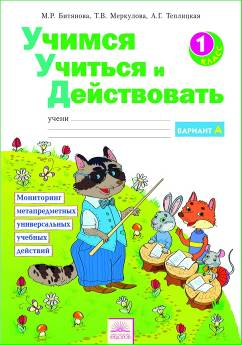 М.Р. Битянова, Т.В. Меркулова, А.Г. Теплицкая
Учимся
Учиться и
Действовать
1
КЛАСС
учени
ВАРИАНТ А
Мониторинг
метапредметных
универсальных
учебных
действий